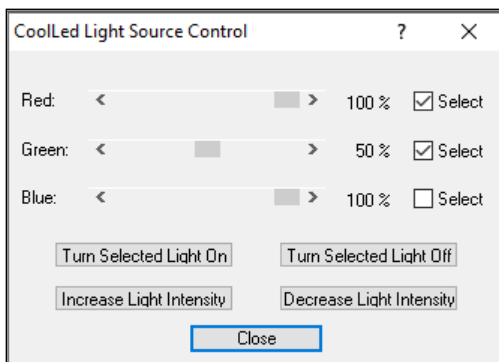 CoolLed Light Source Control ?
Red: 100 % Select
Green: 50 % Select
Blue: 100 % Select
Turn Selected Light On Turn Selected Light Off
Increase Light Intensity Decrease Light Intensity
Close